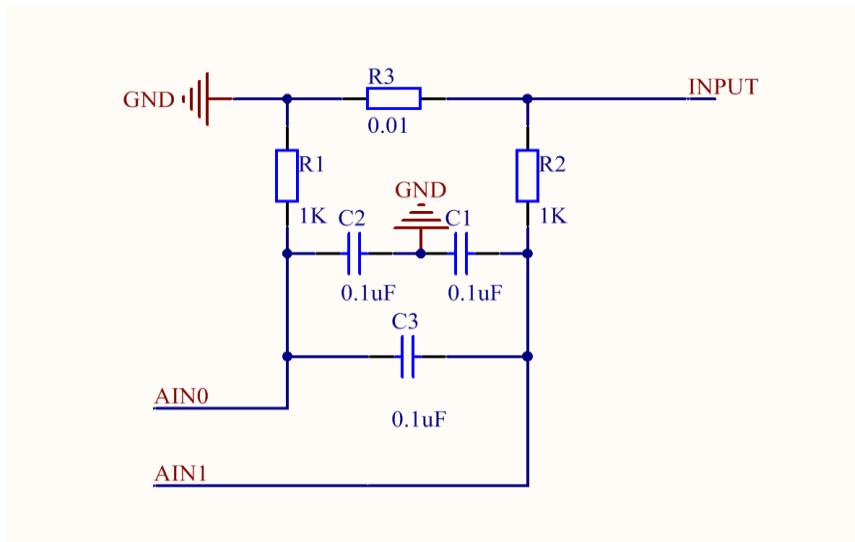 R3
INPUT
GND
0.01
R1
R2
GND
1K
C2
C1
1K
0.1uF
0.1uF
C3
AIN0
0.1uF
AIN1